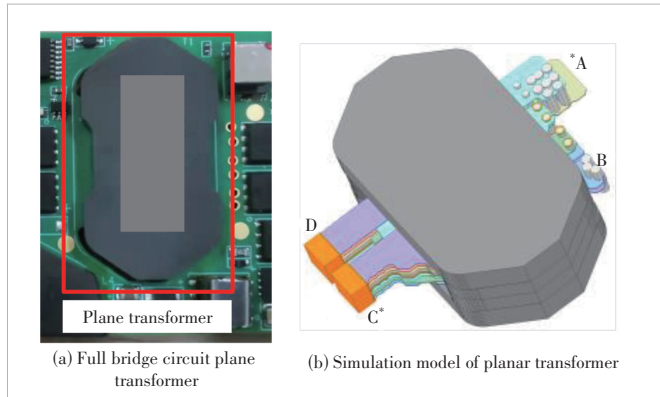 *A
B
D
C*
Plane transformer
(a) Full bridge circuit plane
transformer
(b) Simulation model of planar transformer